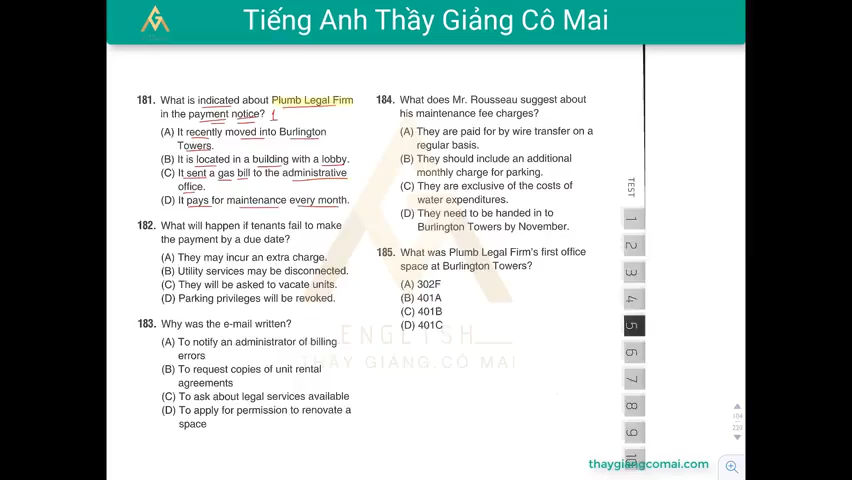 Tiếng Anh Thầy Giảng Cô Mai
181. What is indicated about Plumb Legal Firm
in the payment notice? 1
(A) It recently moved into Burlington
Towers.
(B) It is located in a building with a lobby.
(C) It sent a gas bill to the administrative
office.
(D) It pays for maintenance every month.
182. What will happen if tenants fail to make
the payment by a due date?
(A) They may incur an extra charge.
(B) Utility services may be disconnected.
(C) They will be asked to vacate units.
(D) Parking privileges will be revoked.
183. Why was the e-mail written?
(A) To notify an administrator of billing
errors
(B) To request copies of unit rental
agreements
(C) To ask about legal services available
(D) To apply for permission to renovate a
space
184. What does Mr. Rousseau suggest about
his maintenance fee charges?
(A) They are paid for by wire transfer on a
regular basis.
(B) They should include an additional
monthly charge for parking.
(C) They are exclusive of the costs of
water expenditures.
(D) They need to be handed in to
Burlington Towers by November.
185. What was Plumb Legal Firm's first office
space at Burlington Towers?
(A) 302F
(B) 401A
(C) 401B
(D) 401C
ENGLISH
THẦY GIẢNG.CÔ MAI
TEST
1
2
3
4
5
6
7
8
9
10
104
220
thaygiangcomai.com